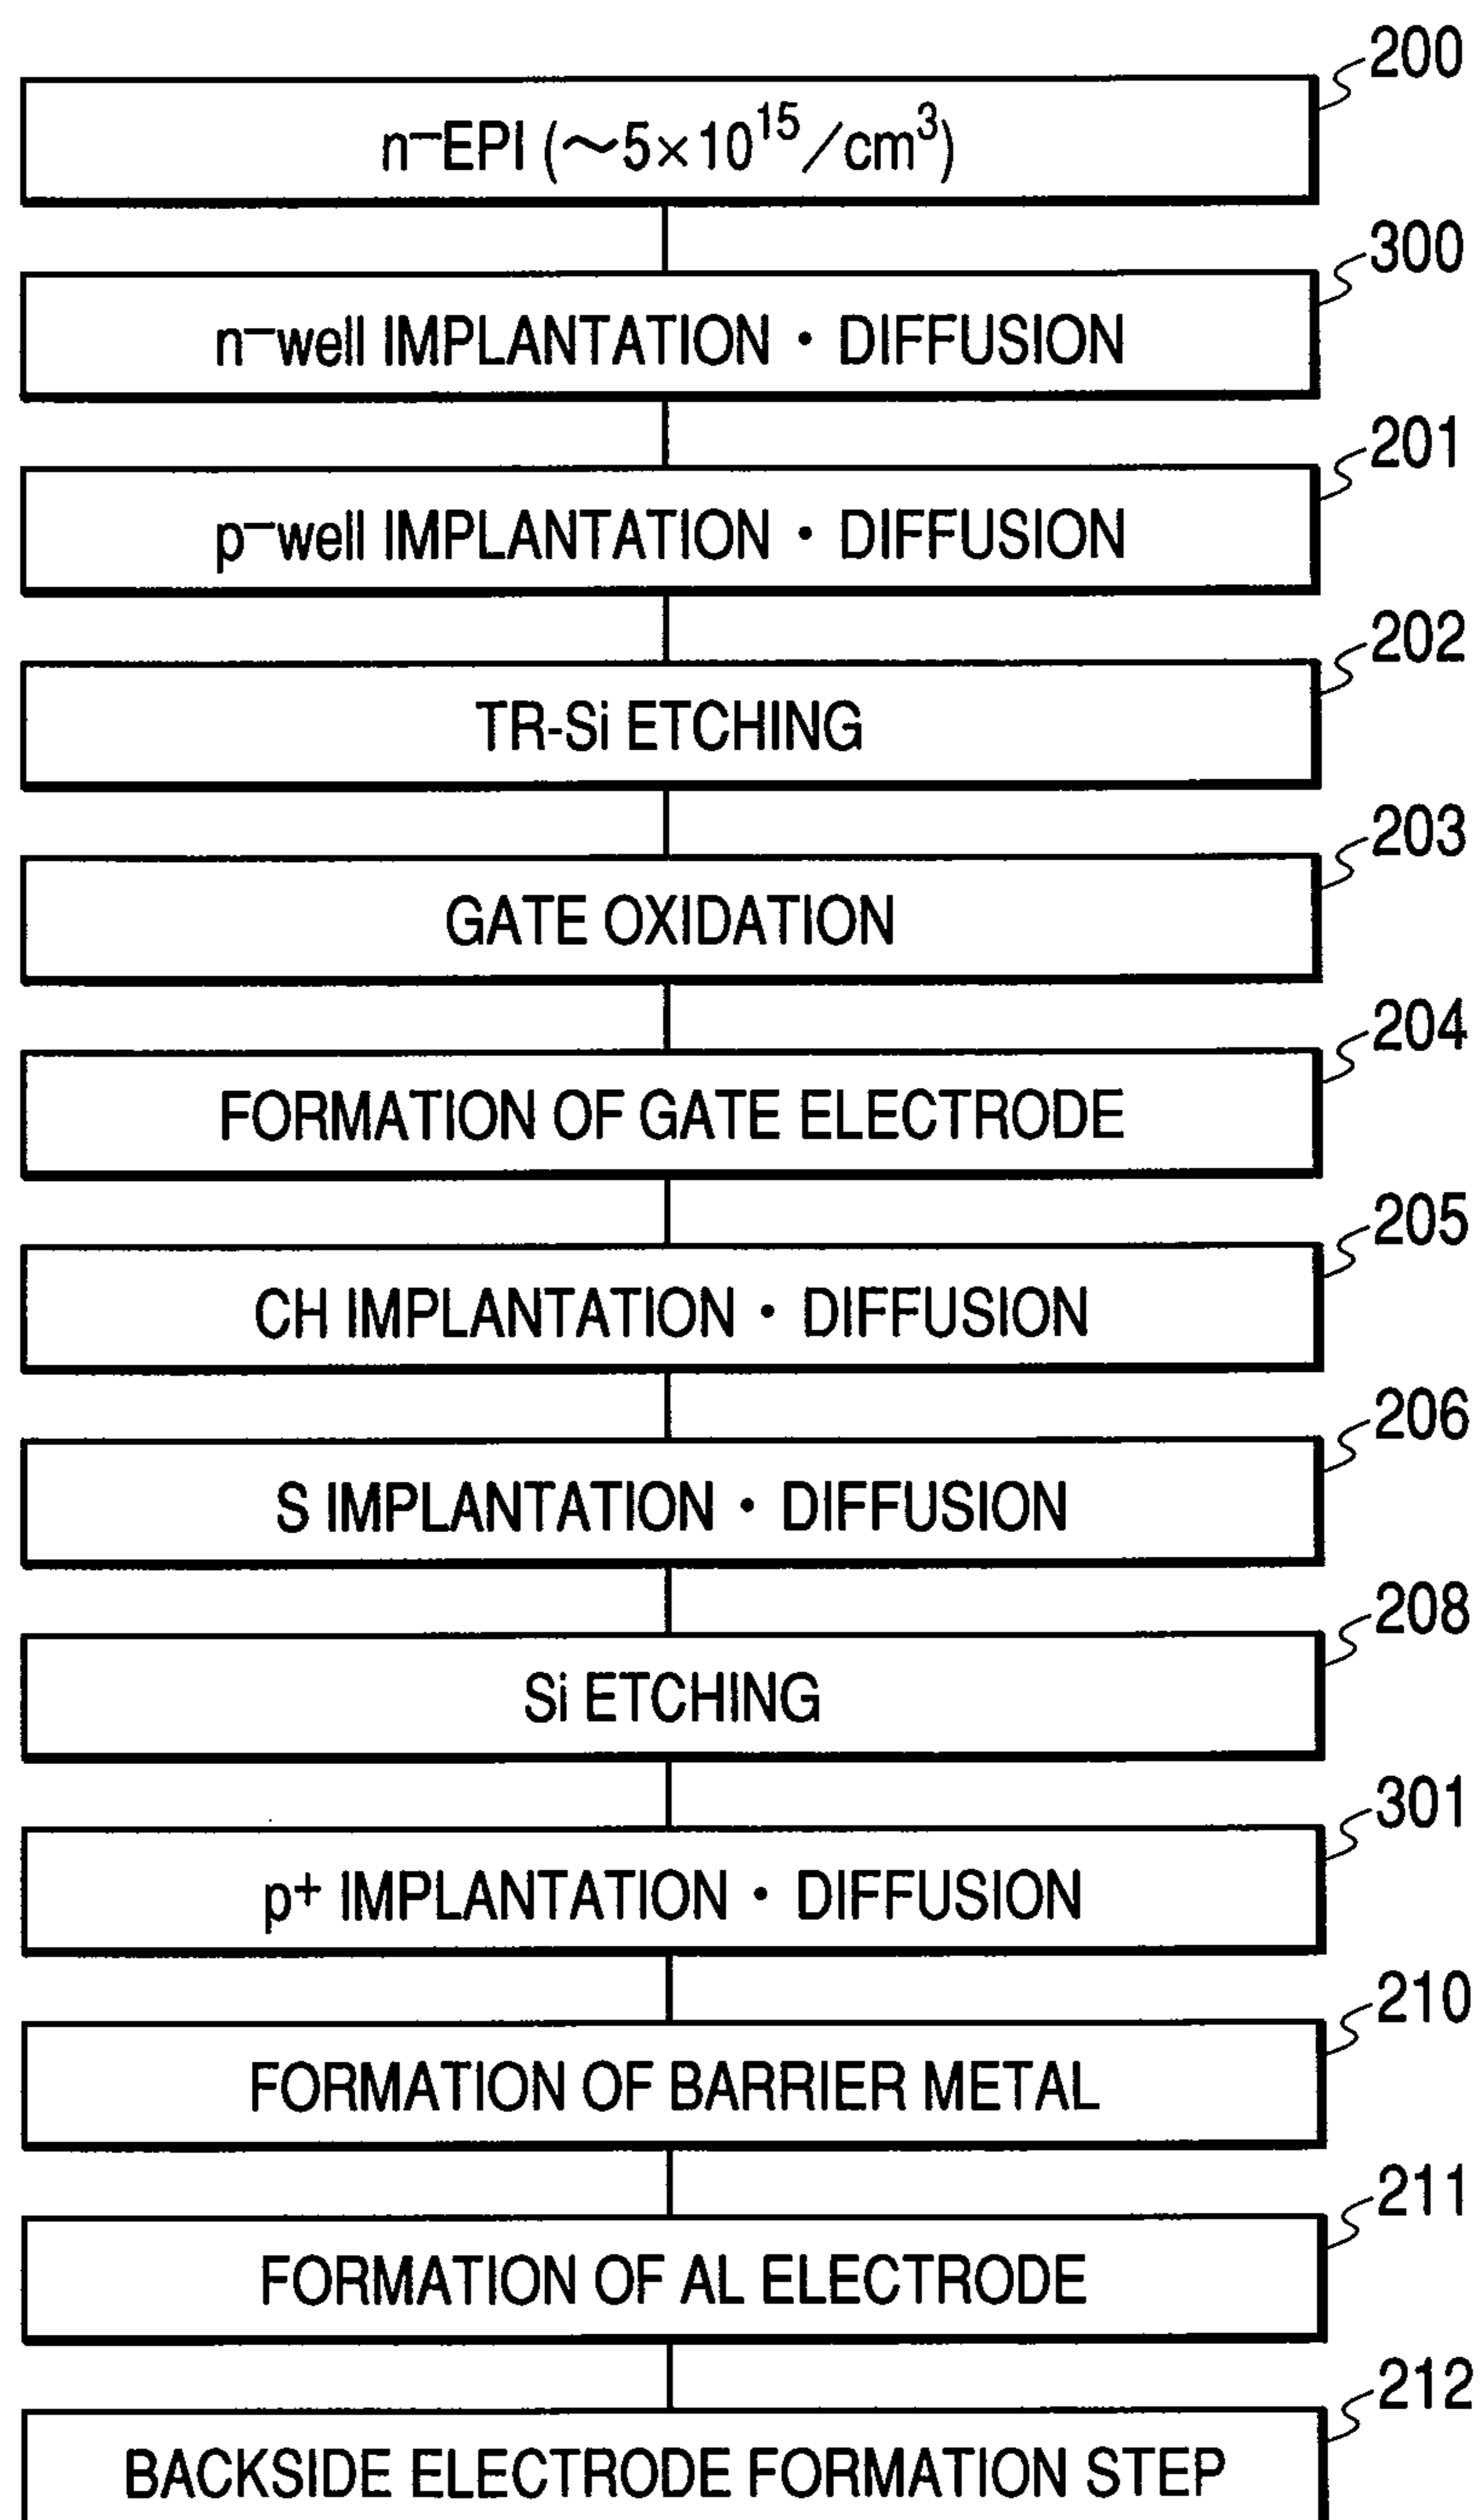 200
n⁻EPI (～5×10¹⁵/cm³)
300
n⁻well IMPLANTATION・DIFFUSION
201
p⁻well IMPLANTATION・DIFFUSION
202
TR-Si ETCHING
203
GATE OXIDATION
204
FORMATION OF GATE ELECTRODE
205
CH IMPLANTATION・DIFFUSION
206
S IMPLANTATION・DIFFUSION
208
Si ETCHING
301
p⁺ IMPLANTATION・DIFFUSION
210
FORMATION OF BARRIER METAL
211
FORMATION OF AL ELECTRODE
212
BACKSIDE ELECTRODE FORMATION STEP